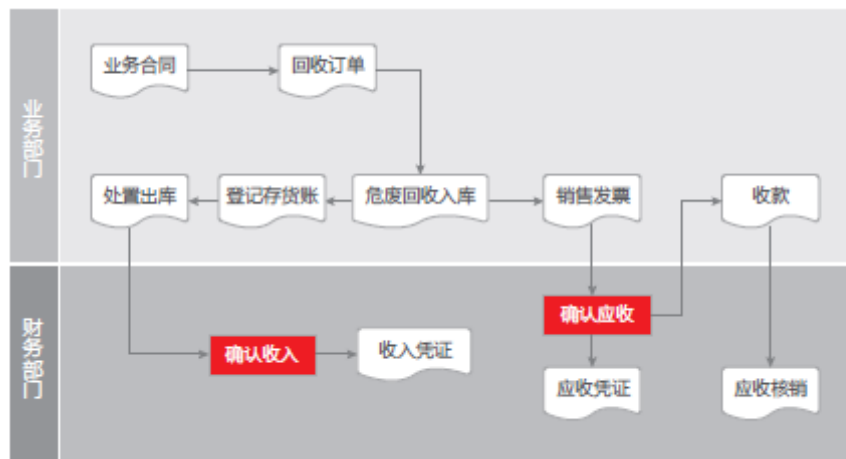 业务部门
业务合同
回收订单
处置出库
登记存货账
危废回收入库
销售发票
收款
财务部门
确认收入
收入凭证
确认应收
应收凭证
应收核销